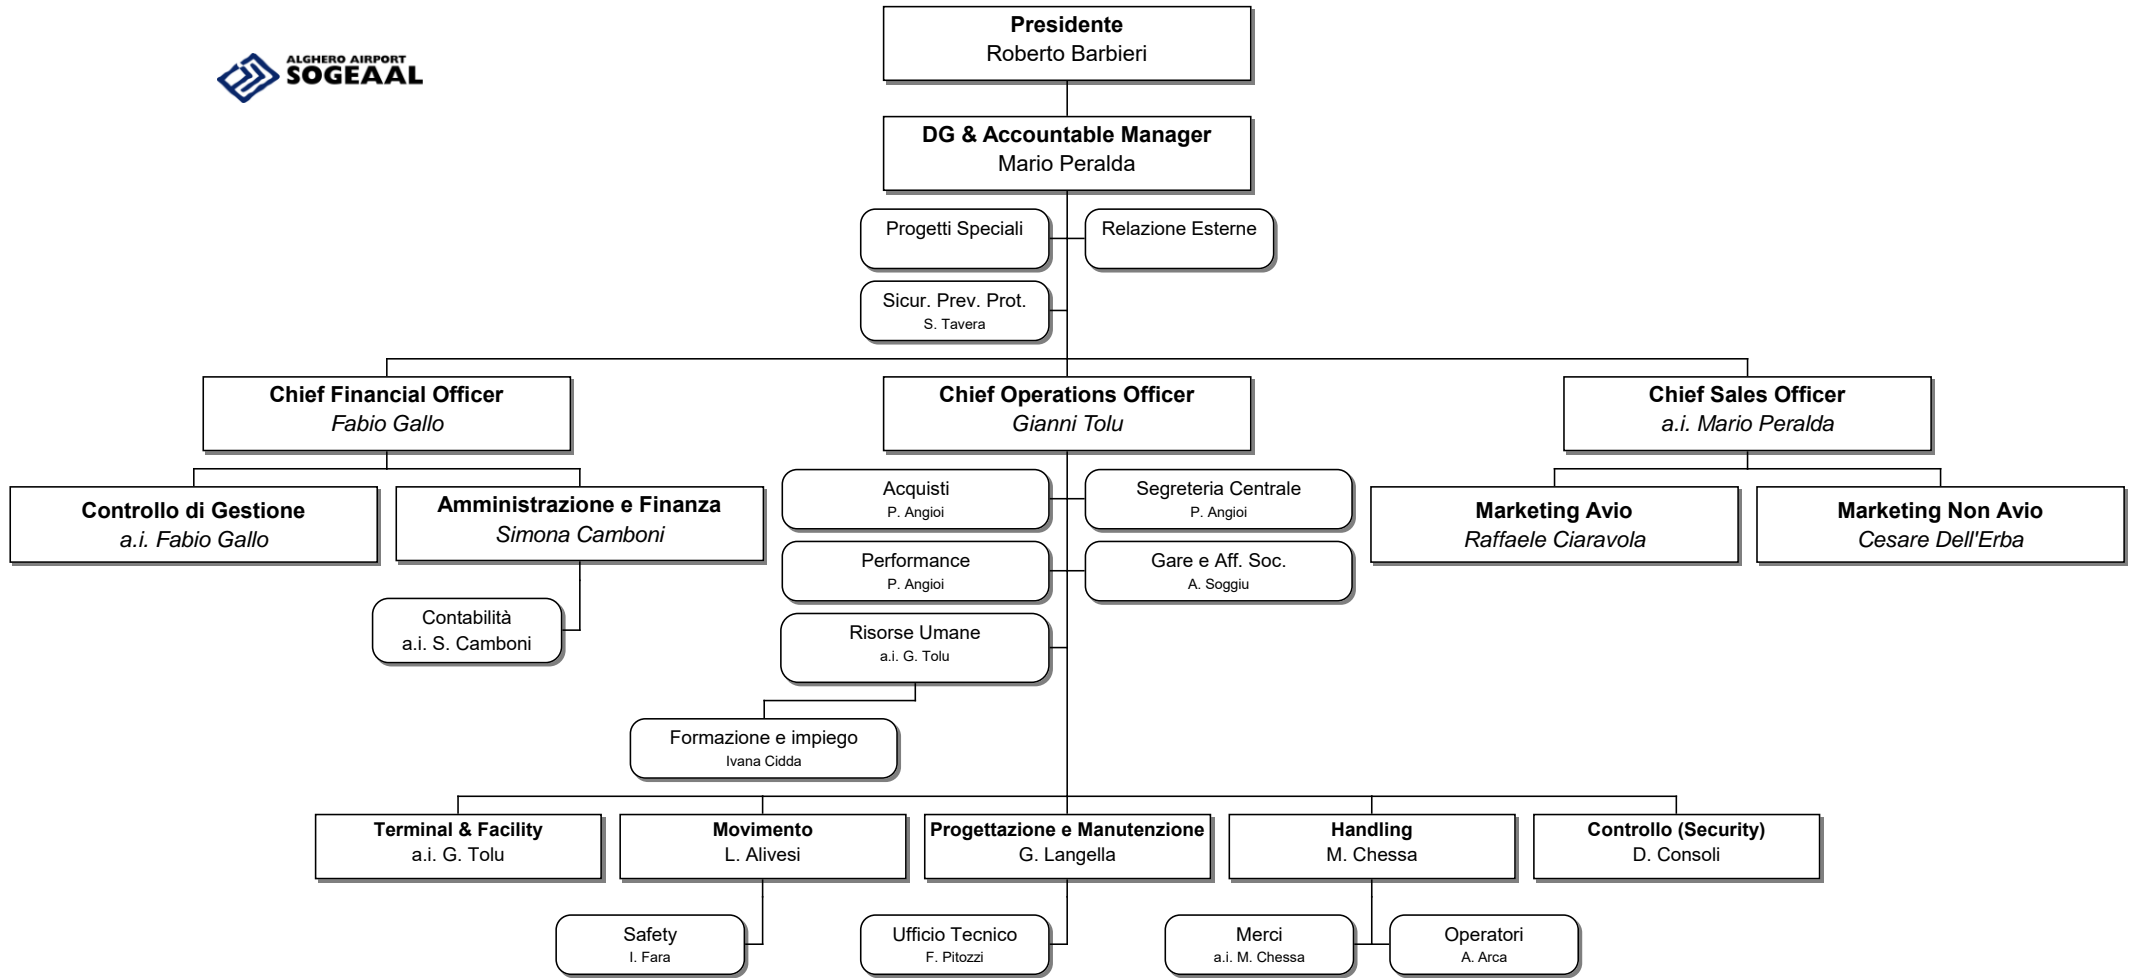 ALGHERO AIRPORT
SOGEAAL
Presidente
Roberto Barbieri
DG & Accountable Manager
Mario Peralda
Progetti Speciali
Relazione Esterne
Sicur. Prev. Prot.
S. Tavera
Chief Financial Officer
Fabio Gallo
Chief Operations Officer
Gianni Tolu
Chief Sales Officer
a.i. Mario Peralda
Controllo di Gestione
a.i. Fabio Gallo
Amministrazione e Finanza
Simona Camboni
Contabilità
a.i. S. Camboni
Acquisti
P. Angioi
Segreteria Centrale
P. Angioi
Performance
P. Angioi
Gare e Aff. Soc.
A. Soggiu
Risorse Umane
a.i. G. Tolu
Formazione e impiego
Ivana Cidda
Marketing Avio
Raffaele Ciaravola
Marketing Non Avio
Cesare Dell'Erba
Terminal & Facility
a.i. G. Tolu
Movimento
L. Alivesi
Progettazione e Manutenzione
G. Langella
Handling
M. Chessa
Controllo (Security)
D. Consoli
Safety
I. Fara
Ufficio Tecnico
F. Pitozzi
Merci
a.i. M. Chessa
Operatori
A. Arca